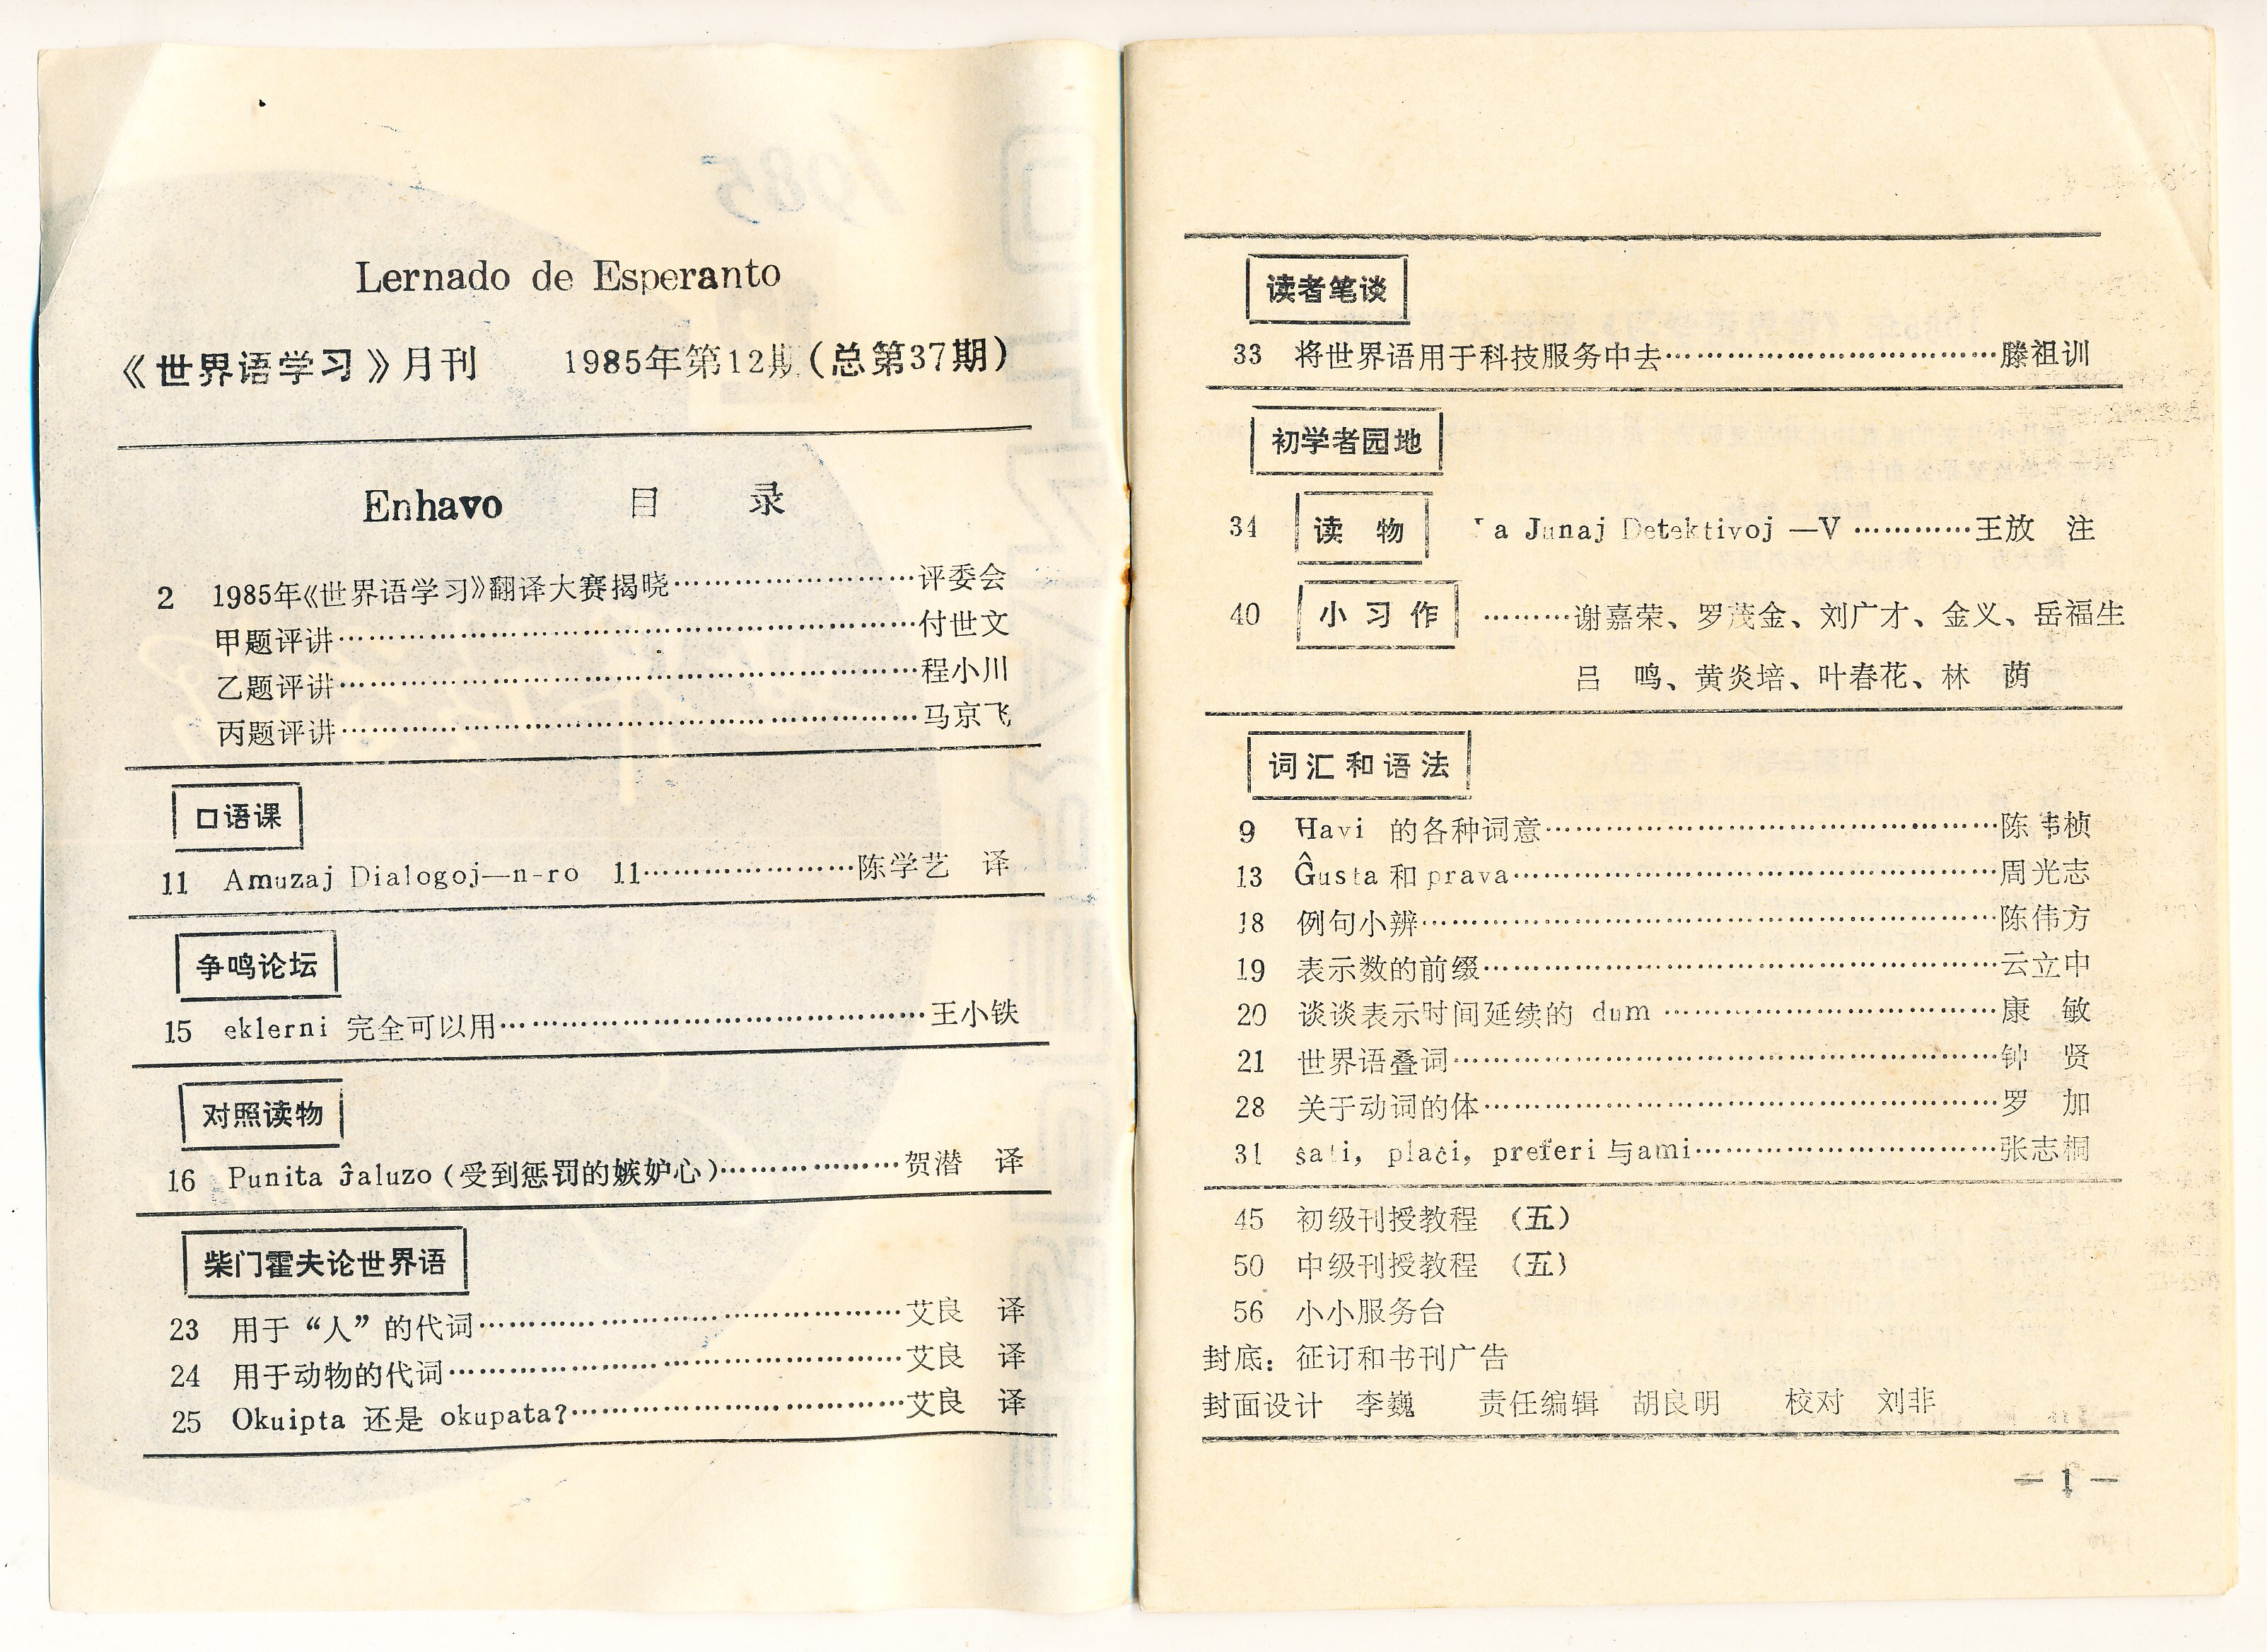 Lernado de Esperanto
《世界语学习》月刊 1985年第12期(总第37期)
Enhavo 目 录
2 1985年《世界语学习》翻译大赛揭晓……………………评委会
甲题评讲………………………………………………付世文
乙题评讲………………………………………………程小川
丙题评讲………………………………………………马京飞
口语课
11 Amuzaj Dialogoj—n-ro 11…………………陈学艺 译
争鸣论坛
15 eklerni 完全可以用……………………………………王小铁
对照读物
16 Punita Ĵaluzo (受到惩罚的嫉妒心)………………贺潜 译
柴门霍夫论世界语
23 用于“人”的代词……………………………………艾良 译
24 用于动物的代词………………………………………艾良 译
25 Okuipta 还是 okupata?……………………………艾良 译
读者笔谈
33 将世界语用于科技服务中去……………………………滕祖训
初学者园地
34 读 物 La Junaj Detektivoj —V …………王放 注
40 小 习 作 ………谢嘉荣、罗茂金、刘广才、金义、岳福生
吕 鸣、黄炎培、叶春花、林 荫
词汇和语法
9 Havi 的各种词意………………………………………陈 桢
13 Ĝusta 和 prava…………………………………………周光志
18 例句小辨…………………………………………………陈伟方
19 表示数的前缀……………………………………………云立中
20 谈谈表示时间延续的 dum ……………………………康 敏
21 世界语叠词………………………………………………钟 贤
28 关于动词的体……………………………………………罗 加
31 ŝati, plaĉi, preferi 与ami…………………………张志桐
45 初级刊授教程 (五)
50 中级刊授教程 (五)
56 小小服务台
封底: 征订和书刊广告
封面设计 李巍 责任编辑 胡良明 校对 刘非
— 1 —